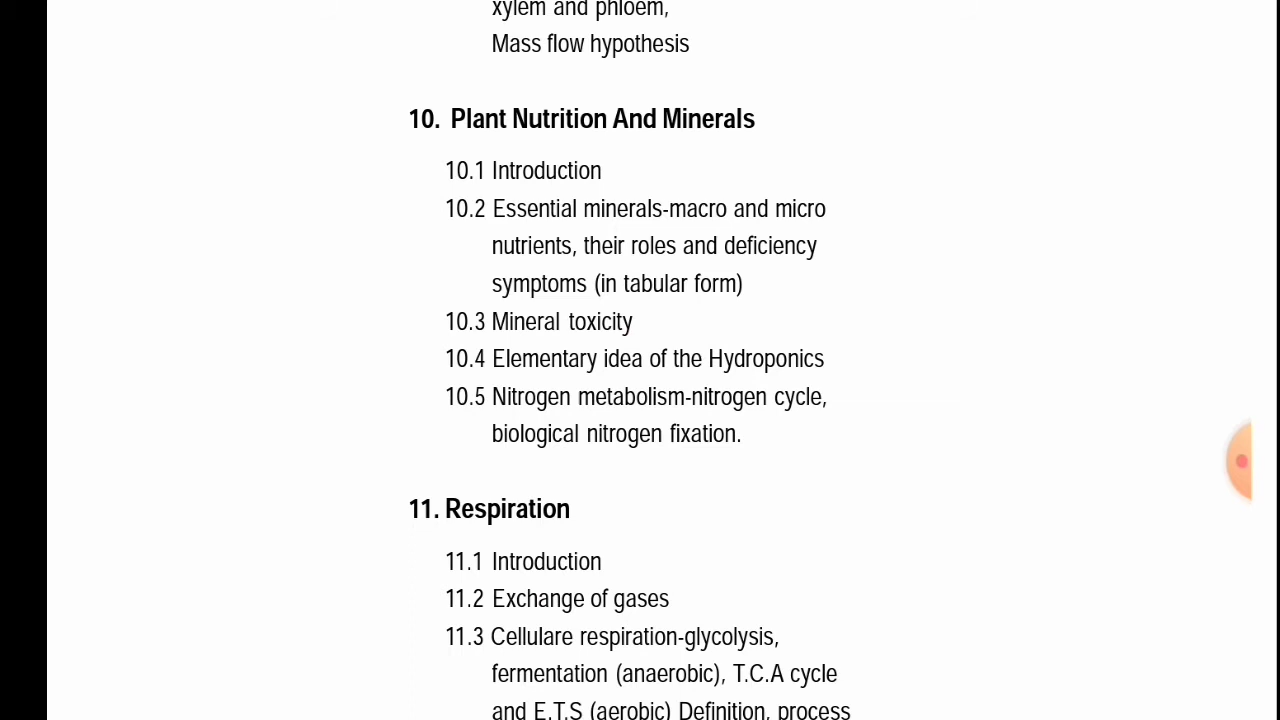 xylem and phloem,
Mass flow hypothesis
10. Plant Nutrition And Minerals
10.1 Introduction
10.2 Essential minerals-macro and micro
nutrients, their roles and deficiency
symptoms (in tabular form)
10.3 Mineral toxicity
10.4 Elementary idea of the Hydroponics
10.5 Nitrogen metabolism-nitrogen cycle,
biological nitrogen fixation.
11. Respiration
11.1 Introduction
11.2 Exchange of gases
11.3 Cellulare respiration-glycolysis,
fermentation (anaerobic), T.C.A cycle
and E.T.S (aerobic) Definition, process